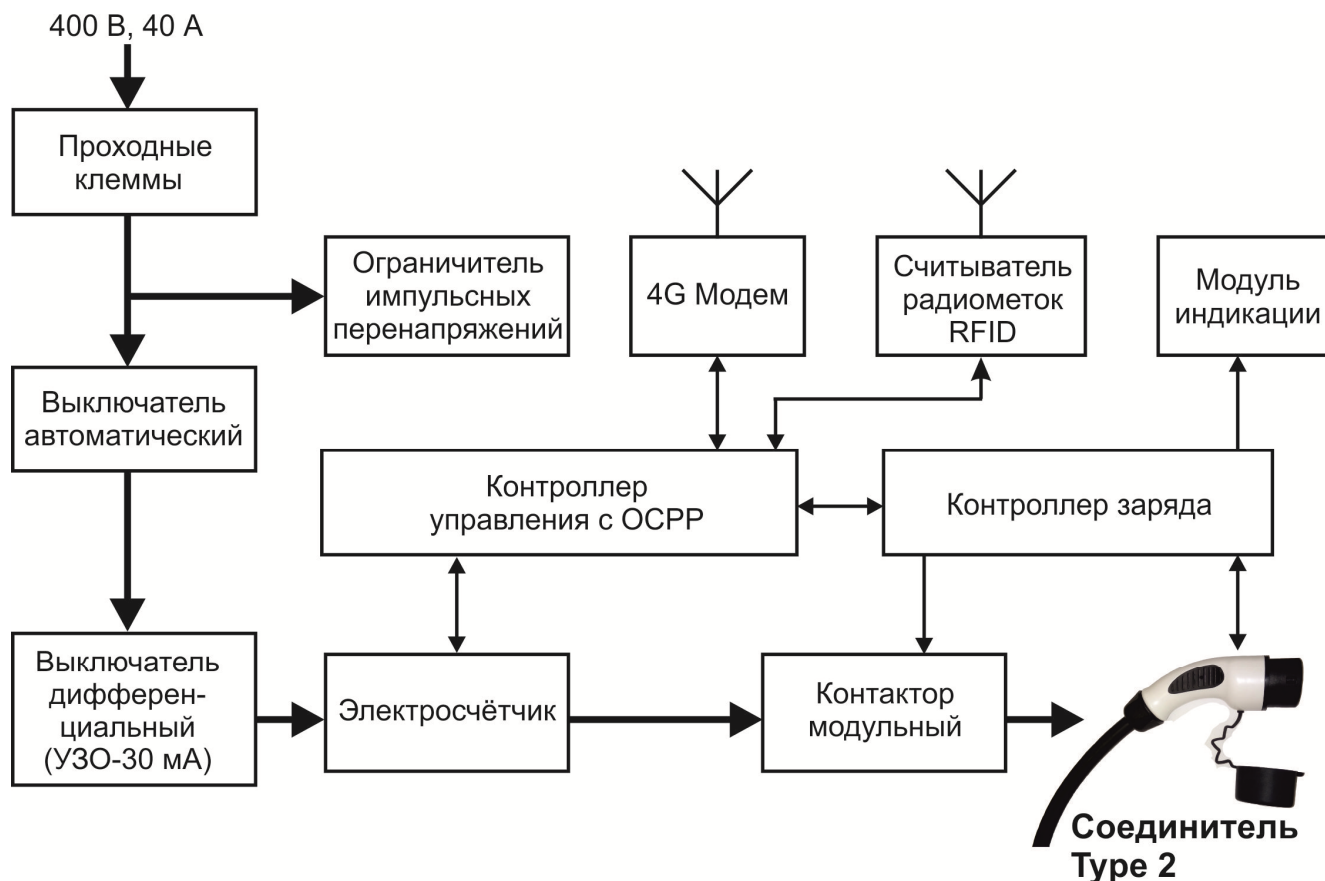 400 В, 40 А
Проходные
клеммы
Ограничитель
импульсных
перенапряжений
4G Модем
Считыватель
радиометок
RFID
Модуль
индикации
Выключатель
автоматический
Контроллер
управления с OCPP
Контроллер заряда
Выключатель
дифферен-
циальный
(УЗО-30 мА)
Электросчётчик
Контактор
модульный
Соединитель
Type 2